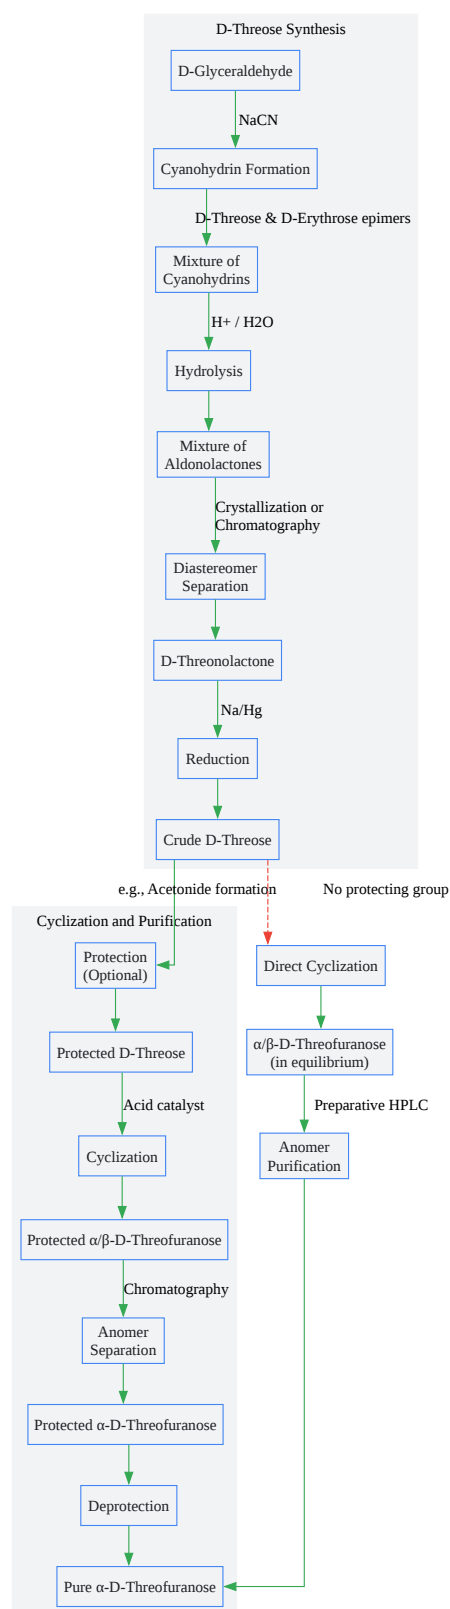 D-Threose Synthesis
D-Glyceraldehyde
NaCN
Cyanohydrin Formation
D-Threose & D-Erythrose epimers
Mixture of
Cyanohydrins
H+ / H2O
Hydrolysis
Mixture of
Aldonolactones
Crystallization or
Chromatography
Diastereomer
Separation
D-Threonolactone
Na/Hg
Reduction
Crude D-Threose
e.g., Acetonide formation
No protecting group
Cyclization and Purification
Protection
(Optional)
Direct Cyclization
Protected D-Threose
α/β-D-Threofuranose
(in equilibrium)
Acid catalyst
Preparative HPLC
Cyclization
Anomer
Purification
Protected α/β-D-Threofuranose
Chromatography
Anomer
Separation
Protected α-D-Threofuranose
Deprotection
Pure α-D-Threofuranose